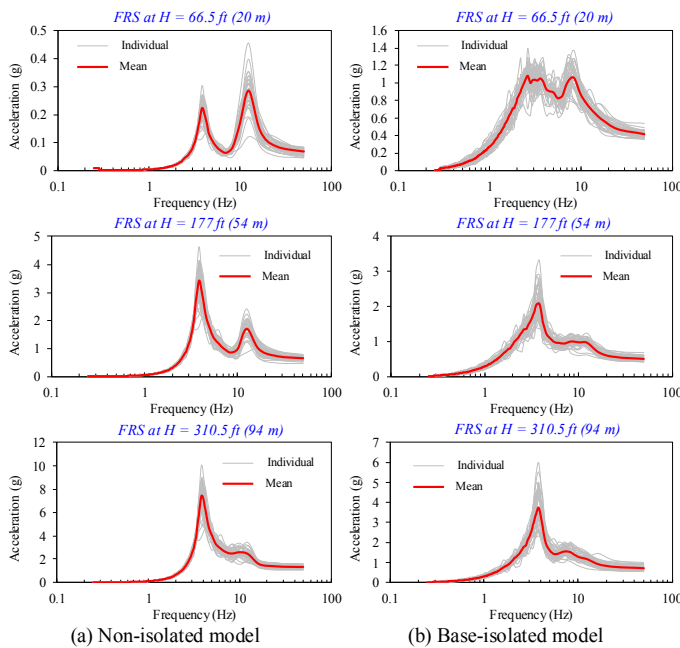 FRS at H = 66.5 ft (20 m)
0.5
0.4
0.3
0.2
0.1
0
Acceleration (g)
Individual
Mean
0.1
1
10
100
Frequency (Hz)
FRS at H = 66.5 ft (20 m)
1.6
1.4
1.2
1
0.8
0.6
0.4
0.2
0
Acceleration (g)
Individual
Mean
0.1
1
10
100
Frequency (Hz)
FRS at H = 177 ft (54 m)
5
4
3
2
1
0
Acceleration (g)
Individual
Mean
0.1
1
10
100
Frequency (Hz)
FRS at H = 177 ft (54 m)
4
3
2
1
0
Acceleration (g)
Individual
Mean
0.1
1
10
100
Frequency (Hz)
FRS at H = 310.5 ft (94 m)
12
10
8
6
4
2
0
Acceleration (g)
Individual
Mean
0.1
1
10
100
Frequency (Hz)
FRS at H = 310.5 ft (94 m)
7
6
5
4
3
2
1
0
Acceleration (g)
Individual
Mean
0.1
1
10
100
Frequency (Hz)
(a) Non-isolated model
(b) Base-isolated model